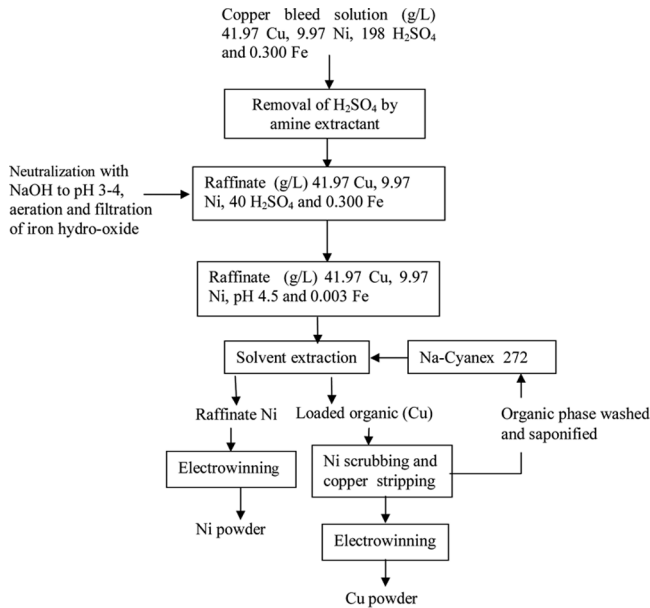 Copper bleed solution (g/L)
41.97 Cu, 9.97 Ni, 198 H₂SO₄
and 0.300 Fe
Removal of H₂SO₄ by
amine extractant
Neutralization with
NaOH to pH 3-4,
aeration and filtration
of iron hydro-oxide
Raffinate (g/L) 41.97 Cu, 9.97
Ni, 40 H₂SO₄ and 0.300 Fe
Raffinate (g/L) 41.97 Cu, 9.97
Ni, pH 4.5 and 0.003 Fe
Solvent extraction
Na-Cyanex 272
Raffinate Ni
Loaded organic (Cu)
Organic phase washed
and saponified
Electrowinning
Ni scrubbing and
copper stripping
Ni powder
Electrowinning
Cu powder